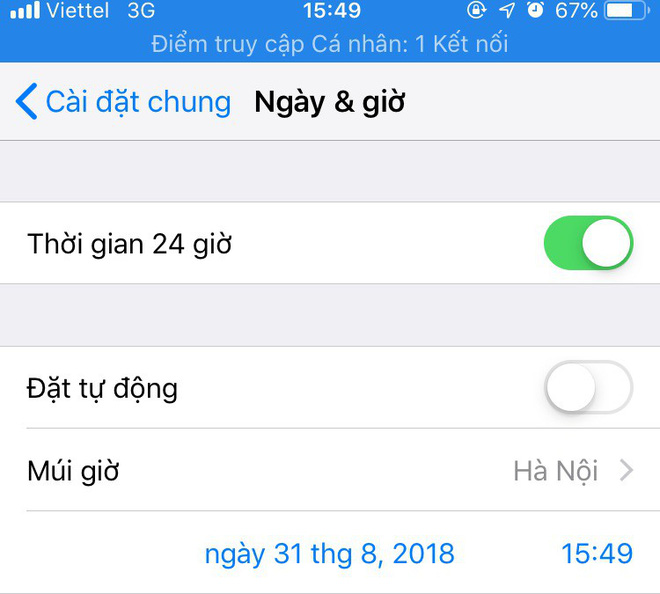 Viettel 3G 15:49 67%
Điểm truy cập Cá nhân: 1 Kết nối
Cài đặt chung Ngày & giờ
Thời gian 24 giờ
Đặt tự động
Múi giờ Hà Nội
ngày 31 thg 8, 2018 15:49